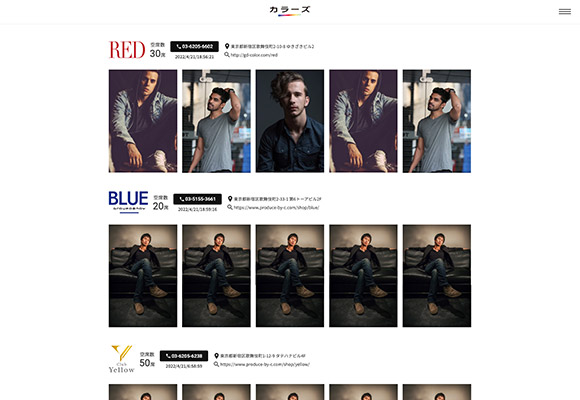 カラーズ
RED
空席数
30席
03-6205-6602
2022/4/21/18:56:21
東京都新宿区歌舞伎町2-10-6 ゆきざきビル2
http://gd-color.com/red
BLUE
空席数
20席
03-5155-3661
2022/4/21/18:59:16
東京都新宿区歌舞伎町2-33-1 第6トーアビル2F
https://www.produce-by-c.com/shop/blue/
Club
Yellow
空席数
50席
03-6205-6238
2022/4/21/6:58:59
東京都新宿区歌舞伎町1-12-9 タテハナビル4F
https://www.produce-by-c.com/shop/yellow/